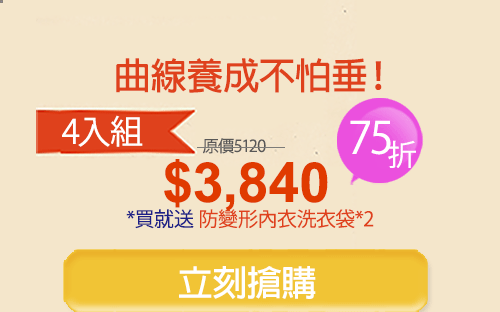 曲線養成不怕垂！
4入組
原價5120
75折
$3,840
*買就送 防變形內衣洗衣袋*2
立刻搶購